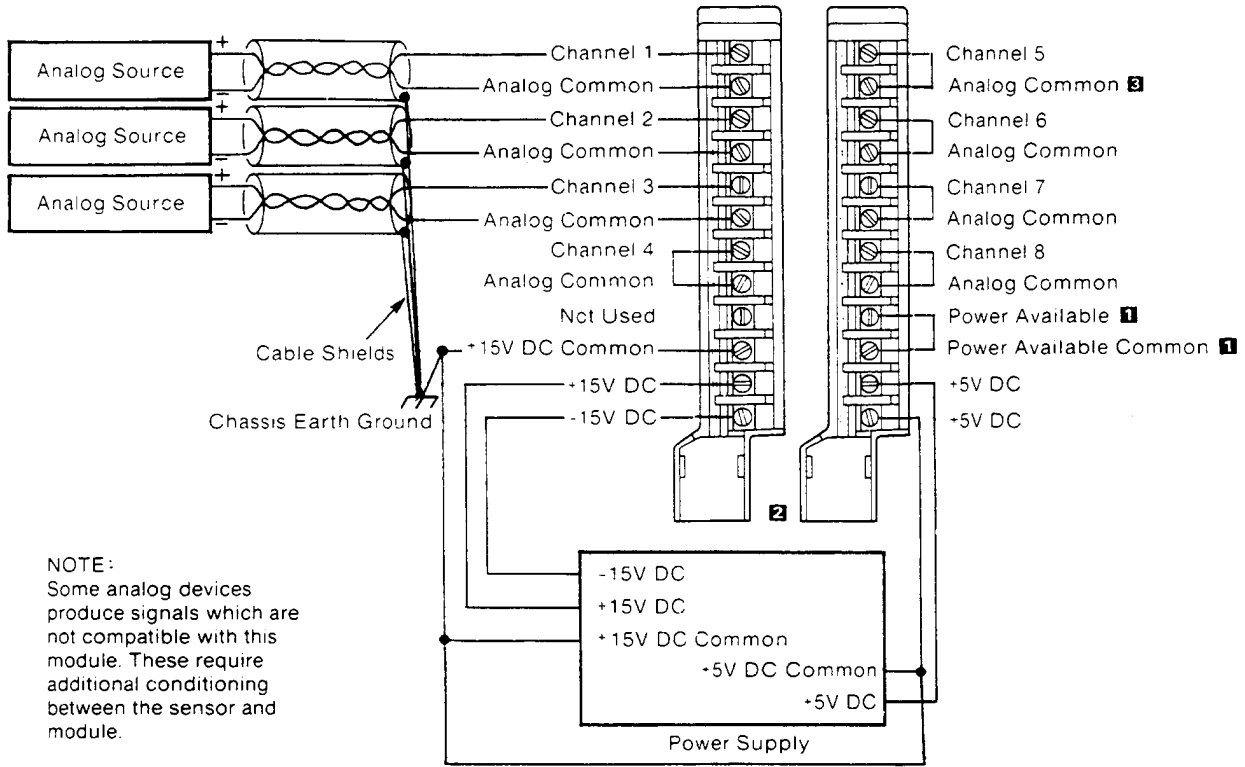 +
Analog Source
−
+
Analog Source
−
+
Analog Source
−
Channel 1
Analog Common
Channel 2
Analog Common
Channel 3
Analog Common
Channel 4
Analog Common
Not Used
+15V DC Common
+15V DC
-15V DC
Cable Shields
Chassis Earth Ground
Channel 5
Analog Common 3
Channel 6
Analog Common
Channel 7
Analog Common
Channel 8
Analog Common
Power Available 1
Power Available Common 1
+5V DC
+5V DC
2
NOTE:
Some analog devices
produce signals which are
not compatible with this
module. These require
additional conditioning
between the sensor and
module.
-15V DC
+15V DC
+15V DC Common
+5V DC Common
+5V DC
Power Supply